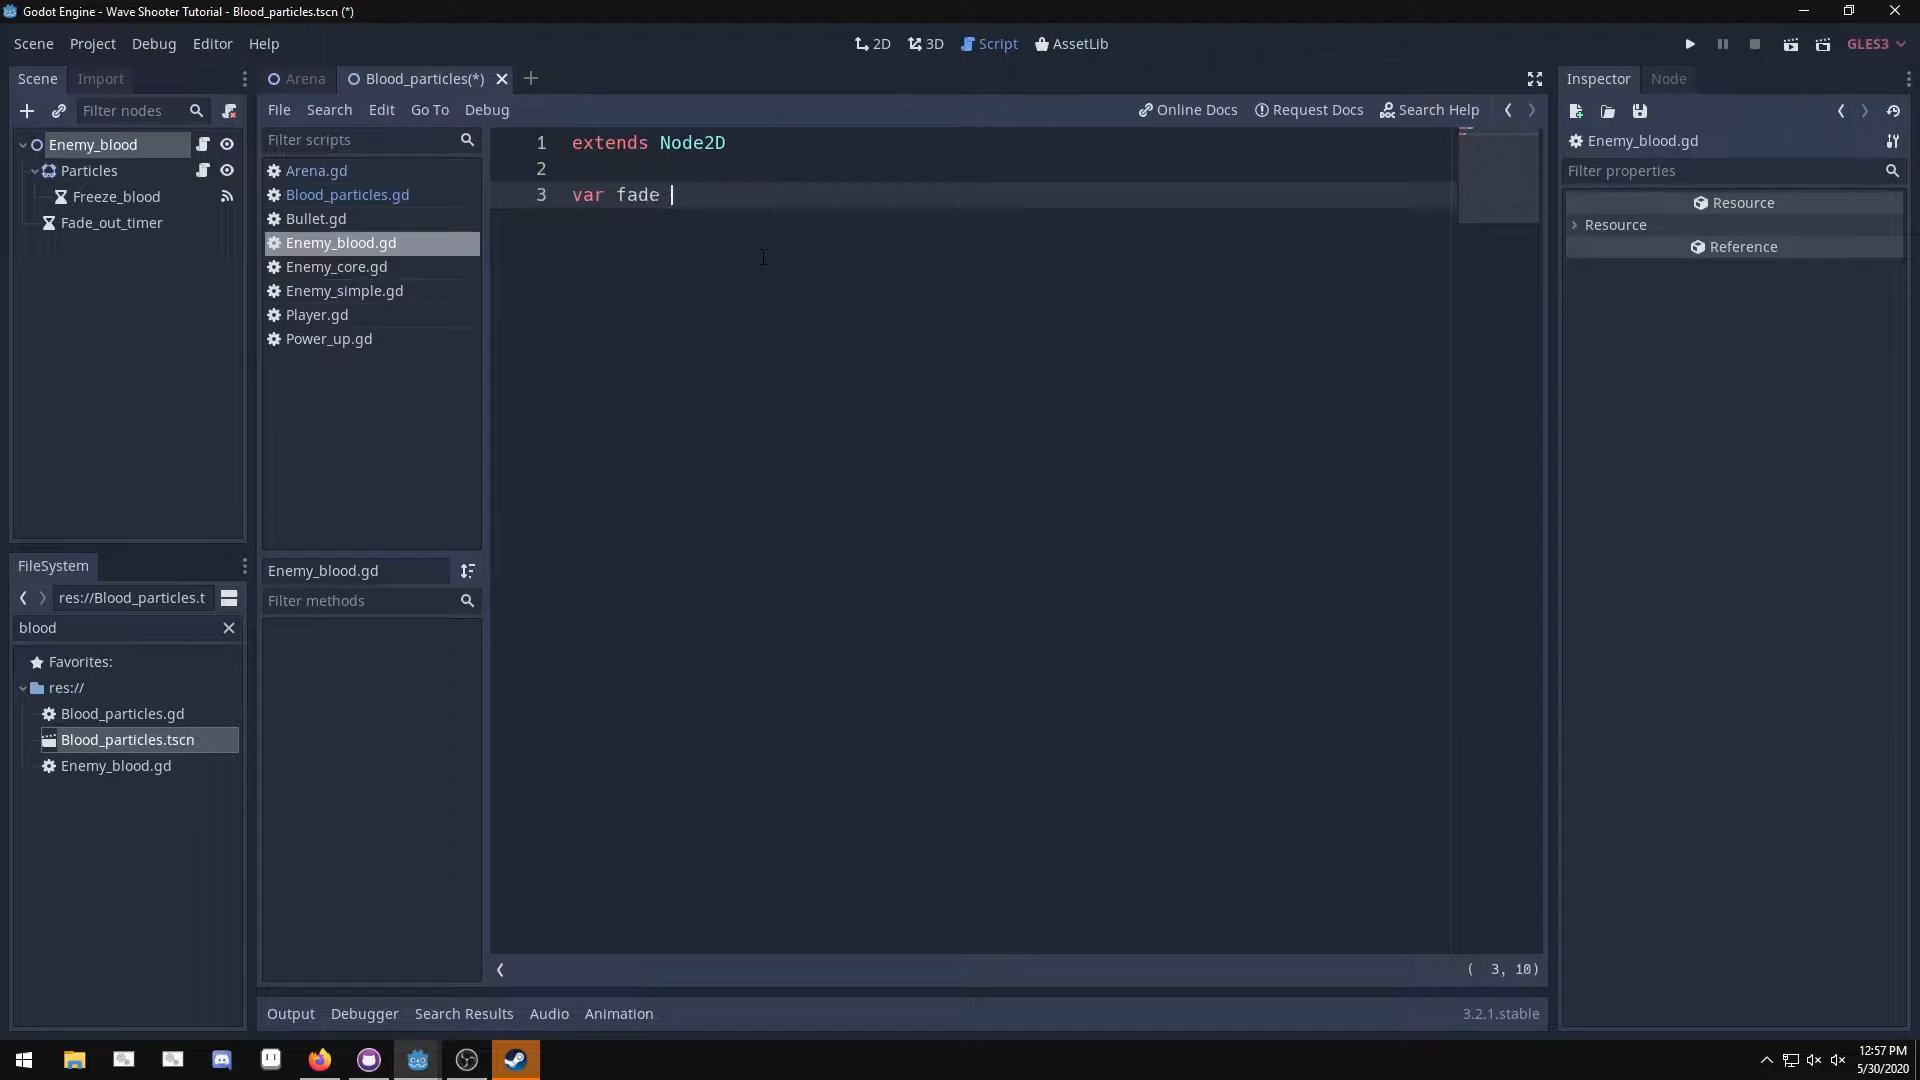 Godot Engine - Wave Shooter Tutorial - Blood_particles.tscn (*)
Scene Project Debug Editor Help
2D 3D Script AssetLib
GLES3
Scene Import
Filter nodes
Enemy_blood
Particles
Freeze_blood
Fade_out_timer
FileSystem
res://Blood_particles.t
blood
Favorites:
res://
Blood_particles.gd
Blood_particles.tscn
Enemy_blood.gd
Arena Blood_particles(*)
File Search Edit Go To Debug
Online Docs Request Docs Search Help
Filter scripts
Arena.gd
Blood_particles.gd
Bullet.gd
Enemy_blood.gd
Enemy_core.gd
Enemy_simple.gd
Player.gd
Power_up.gd
Enemy_blood.gd
Filter methods
1 extends Node2D
2
3 var fade
( 3, 10)
Output Debugger Search Results Audio Animation
3.2.1.stable
Inspector Node
Enemy_blood.gd
Filter properties
Resource
Resource
Reference
12:57 PM
5/30/2020